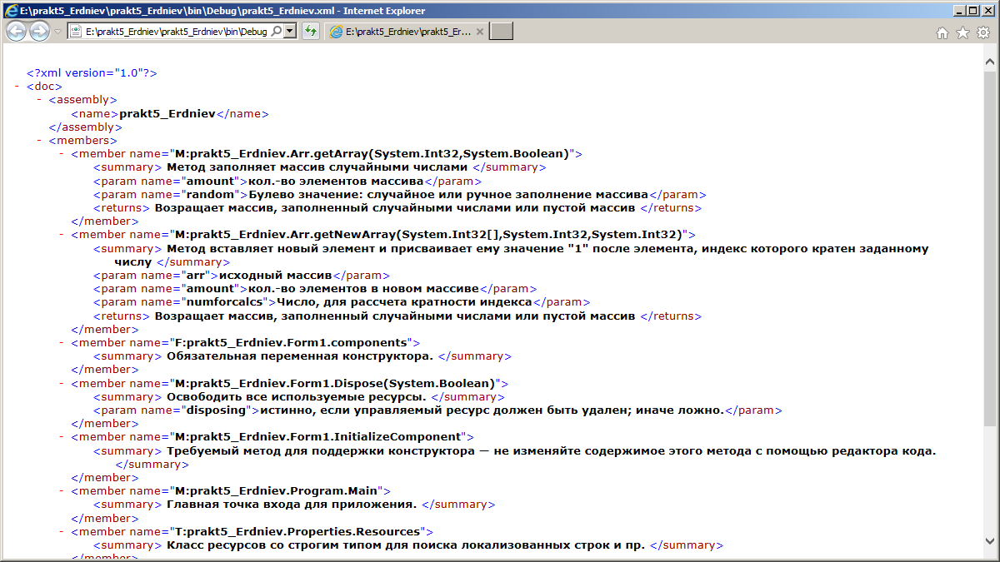 E:\prakt5_Erdniev\prakt5_Erdniev\bin\Debug\prakt5_Erdniev.xml - Internet Explorer
E:\prakt5_Erdniev\prakt5_Erdniev\bin\Debug E:\prakt5_Erdniev\prakt5_Er...
<?xml version="1.0"?>
- <doc>
- <assembly>
<name>prakt5_Erdniev</name>
</assembly>
- <members>
- <member name="M:prakt5_Erdniev.Arr.getArray(System.Int32,System.Boolean)">
<summary> Метод заполняет массив случайными числами </summary>
<param name="amount">кол.-во элементов массива</param>
<param name="random">Булево значение: случайное или ручное заполнение массива</param>
<returns> Возращает массив, заполненный случайными числами или пустой массив </returns>
</member>
- <member name="M:prakt5_Erdniev.Arr.getNewArray(System.Int32[],System.Int32,System.Int32)">
<summary> Метод вставляет новый элемент и присваивает ему значение "1" после элемента, индекс которого кратен заданному
числу </summary>
<param name="arr">исходный массив</param>
<param name="amount">кол.-во элементов в новом массиве</param>
<param name="numforcalcs">Число, для рассчета кратности индекса</param>
<returns> Возращает массив, заполненный случайными числами или пустой массив </returns>
</member>
- <member name="F:prakt5_Erdniev.Form1.components">
<summary> Обязательная переменная конструктора. </summary>
</member>
- <member name="M:prakt5_Erdniev.Form1.Dispose(System.Boolean)">
<summary> Освободить все используемые ресурсы. </summary>
<param name="disposing">истинно, если управляемый ресурс должен быть удален; иначе ложно.</param>
</member>
- <member name="M:prakt5_Erdniev.Form1.InitializeComponent">
<summary> Требуемый метод для поддержки конструктора — не изменяйте содержимое этого метода с помощью редактора кода.
</summary>
</member>
- <member name="M:prakt5_Erdniev.Program.Main">
<summary> Главная точка входа для приложения. </summary>
</member>
- <member name="T:prakt5_Erdniev.Properties.Resources">
<summary> Класс ресурсов со строгим типом для поиска локализованных строк и пр. </summary>
</member>